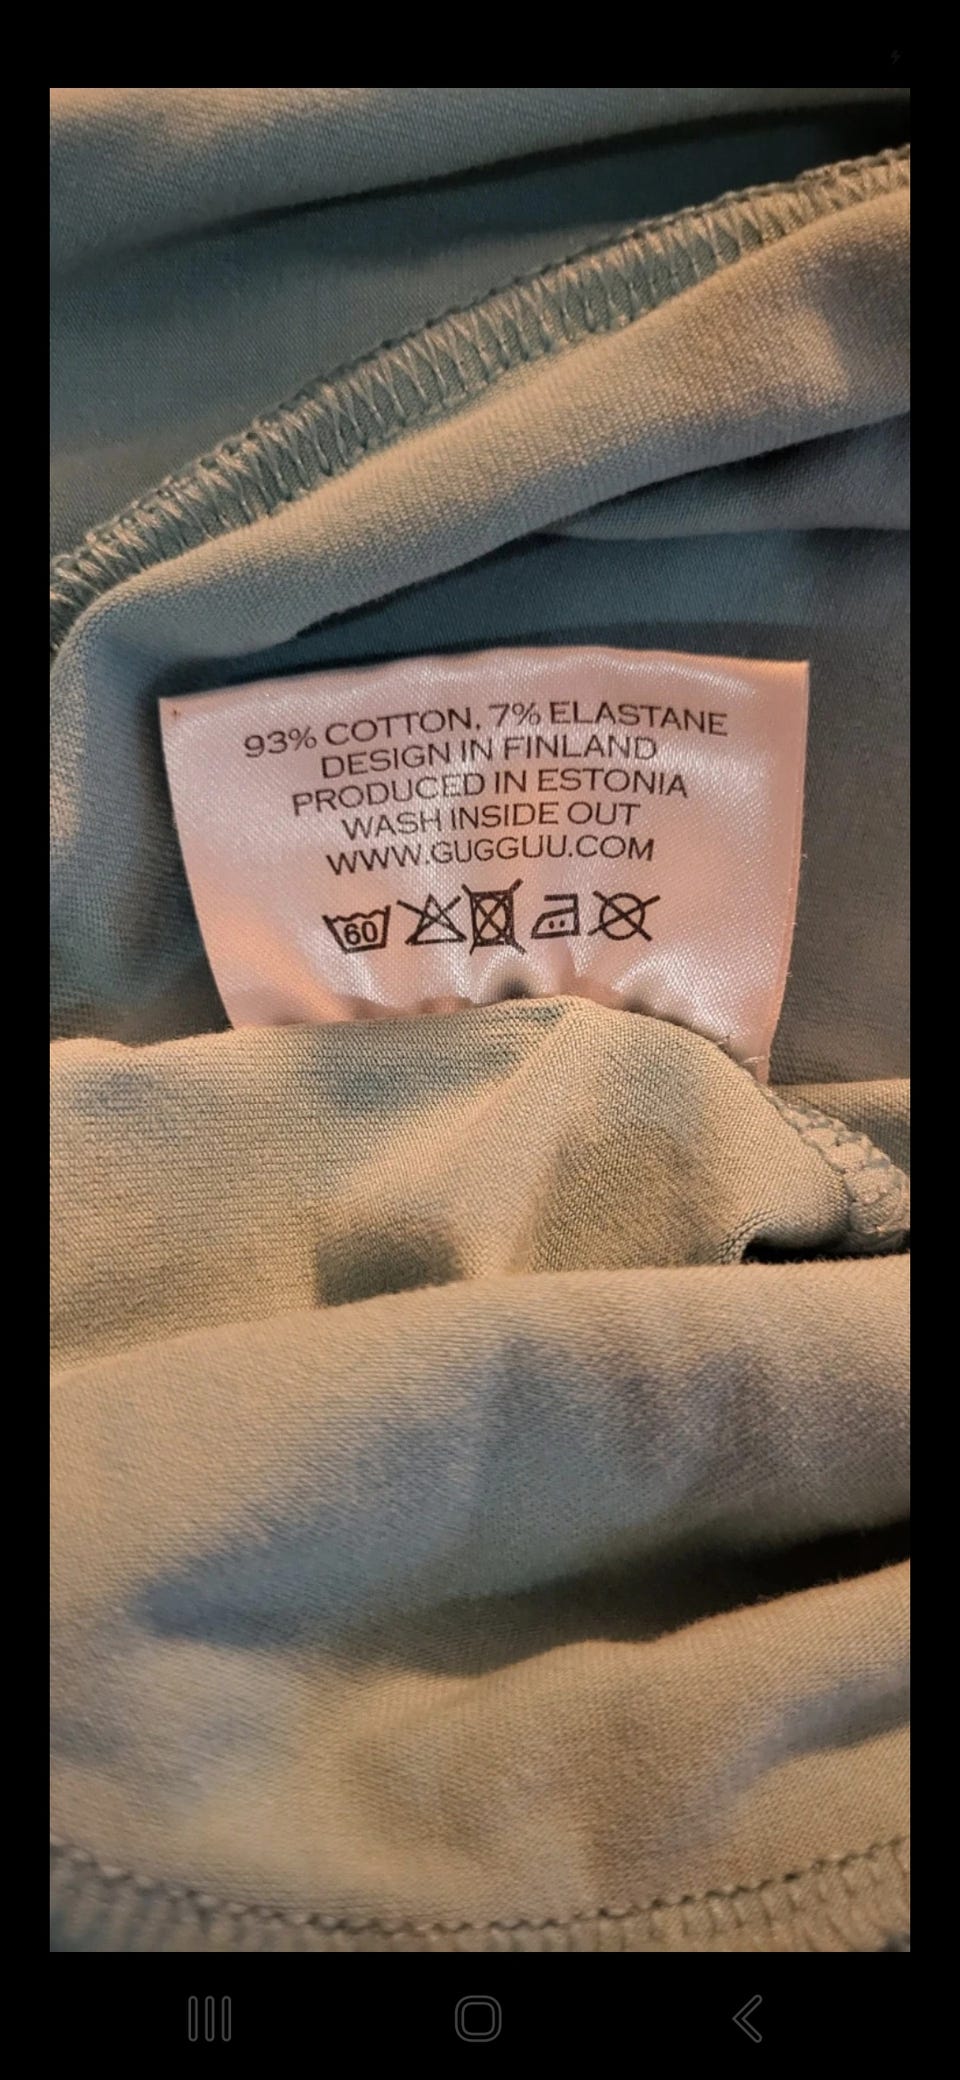 93% COTTON, 7% ELASTANE
DESIGN IN FINLAND
PRODUCED IN ESTONIA
WASH INSIDE OUT
WWW.GUGGUU.COM
60